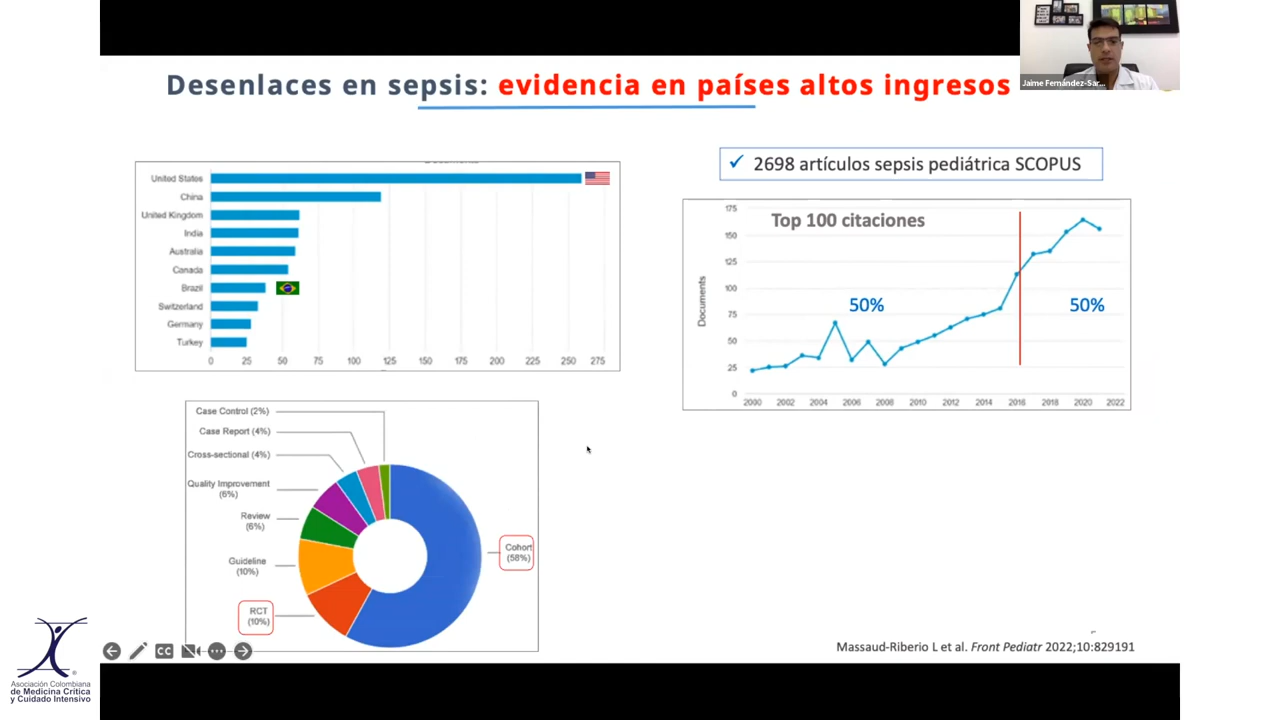 Desenlaces en sepsis: evidencia en países altos ingresos
Jaime Fernández-Sar...
United States
China
United Kingdom
India
Australia
Canada
Brazil
Switzerland
Germany
Turkey
0 25 50 75 100 125 150 175 200 225 250 275
✓ 2698 artículos sepsis pediátrica SCOPUS
Top 100 citaciones
Documents
175
150
125
100
75
50
25
0
50%
50%
2000 2002 2004 2006 2008 2010 2012 2014 2016 2018 2020 2022
Case Control (2%)
Case Report (4%)
Cross-sectional (4%)
Quality Improvement
(6%)
Review
(6%)
Guideline
(10%)
RCT
(10%)
Cohort
(58%)
CC
Massaud-Riberio L et al. Front Pediatr 2022;10:829191
®
Asociación Colombiana
de Medicina Crítica
y Cuidado Intensivo